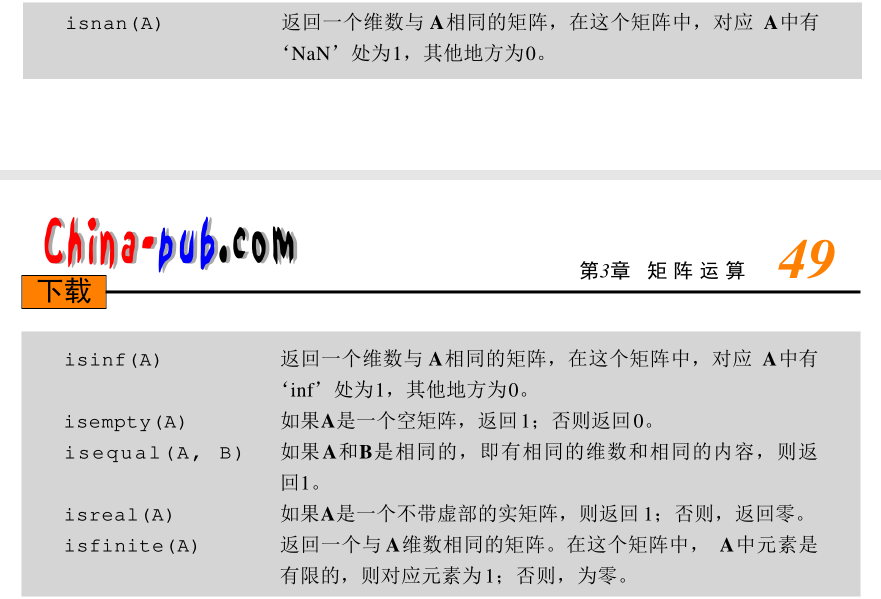 isnan(A) 返回一个维数与 A相同的矩阵，在这个矩阵中，对应 A中有
‘NaN’处为1，其他地方为0。
China-pub.com
下载
第3章 矩 阵 运 算 49
isinf(A) 返回一个维数与 A相同的矩阵，在这个矩阵中，对应 A中有
‘inf’处为1，其他地方为0。
isempty(A) 如果A是一个空矩阵，返回1；否则返回0。
isequal(A, B) 如果A和B是相同的，即有相同的维数和相同的内容，则返
回1。
isreal(A) 如果A是一个不带虚部的实矩阵，则返回 1；否则，返回零。
isfinite(A) 返回一个与 A维数相同的矩阵。在这个矩阵中， A中元素是
有限的，则对应元素为1；否则，为零。